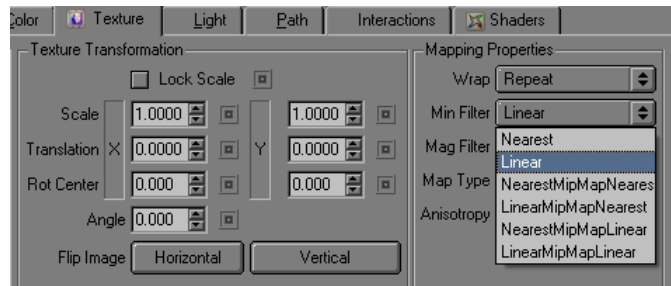 Color Texture Light Path Interactions Shaders
Texture Transformation
Lock Scale
Scale 1.0000 1.0000
Translation X 0.0000 Y 0.0000
Rot Center 0.000 0.000
Angle 0.000
Flip Image Horizontal Vertical
Mapping Properties
Wrap Repeat
Min Filter Linear
Mag Filter
Map Type
Anisotropy
Nearest
Linear
NearestMipMapNeares
LinearMipMapNearest
NearestMipMapLinear
LinearMipMapLinear